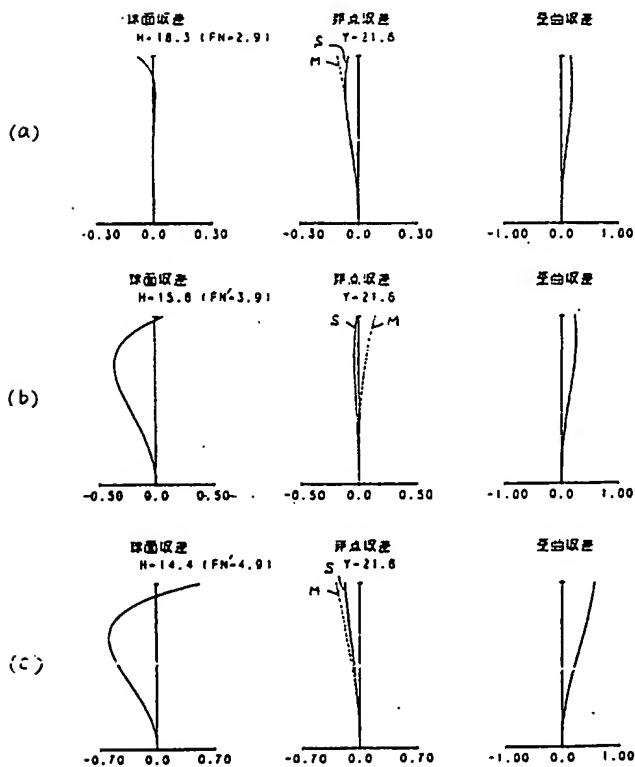 球面収差 非点収差 歪曲収差
H=18.3 (FN=2.9) Y=21.6
S
M
(a)
-0.30 0.0 0.30 -0.30 0.0 0.30 -1.00 0.0 1.00
球面収差 非点収差 歪曲収差
H=15.8 (FN'=3.9) Y=21.6
S M
(b)
-0.50 0.0 0.50 -0.50 0.0 0.50 -1.00 0.0 1.00
球面収差 非点収差 歪曲収差
H=14.4 (FN'=4.9) Y=21.6
S
M
(c)
-0.70 0.0 0.70 -0.70 0.0 0.70 -1.00 0.0 1.00